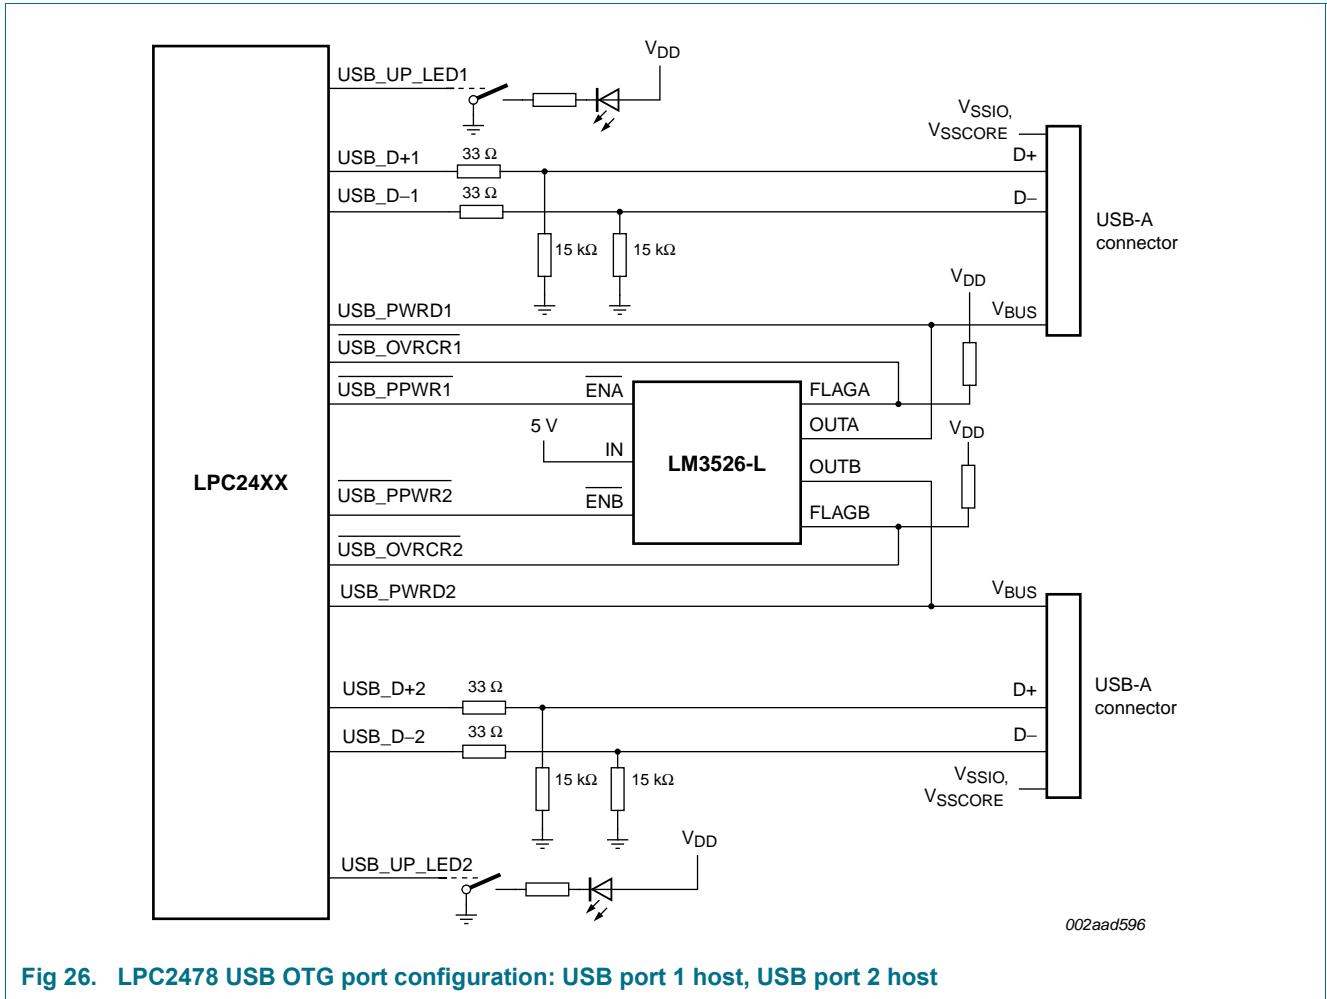 V_DD
USB_UP_LED1
V_SSIO,
V_SSCORE
USB_D+1
33 Ω
D+
USB_D−1
33 Ω
D−
USB-A
connector
15 kΩ
15 kΩ
V_DD
USB_PWRD1
V_BUS
USB_OVRCR1
USB_PPWR1
ENA
FLAGA
5 V
OUTA
V_DD
IN
LM3526-L
OUTB
LPC24XX
USB_PPWR2
ENB
FLAGB
USB_OVRCR2
USB_PWRD2
V_BUS
USB_D+2
33 Ω
D+
USB-A
connector
USB_D−2
33 Ω
D−
15 kΩ
15 kΩ
V_SSIO,
V_SSCORE
V_DD
USB_UP_LED2
002aad596
Fig 26. LPC2478 USB OTG port configuration: USB port 1 host, USB port 2 host